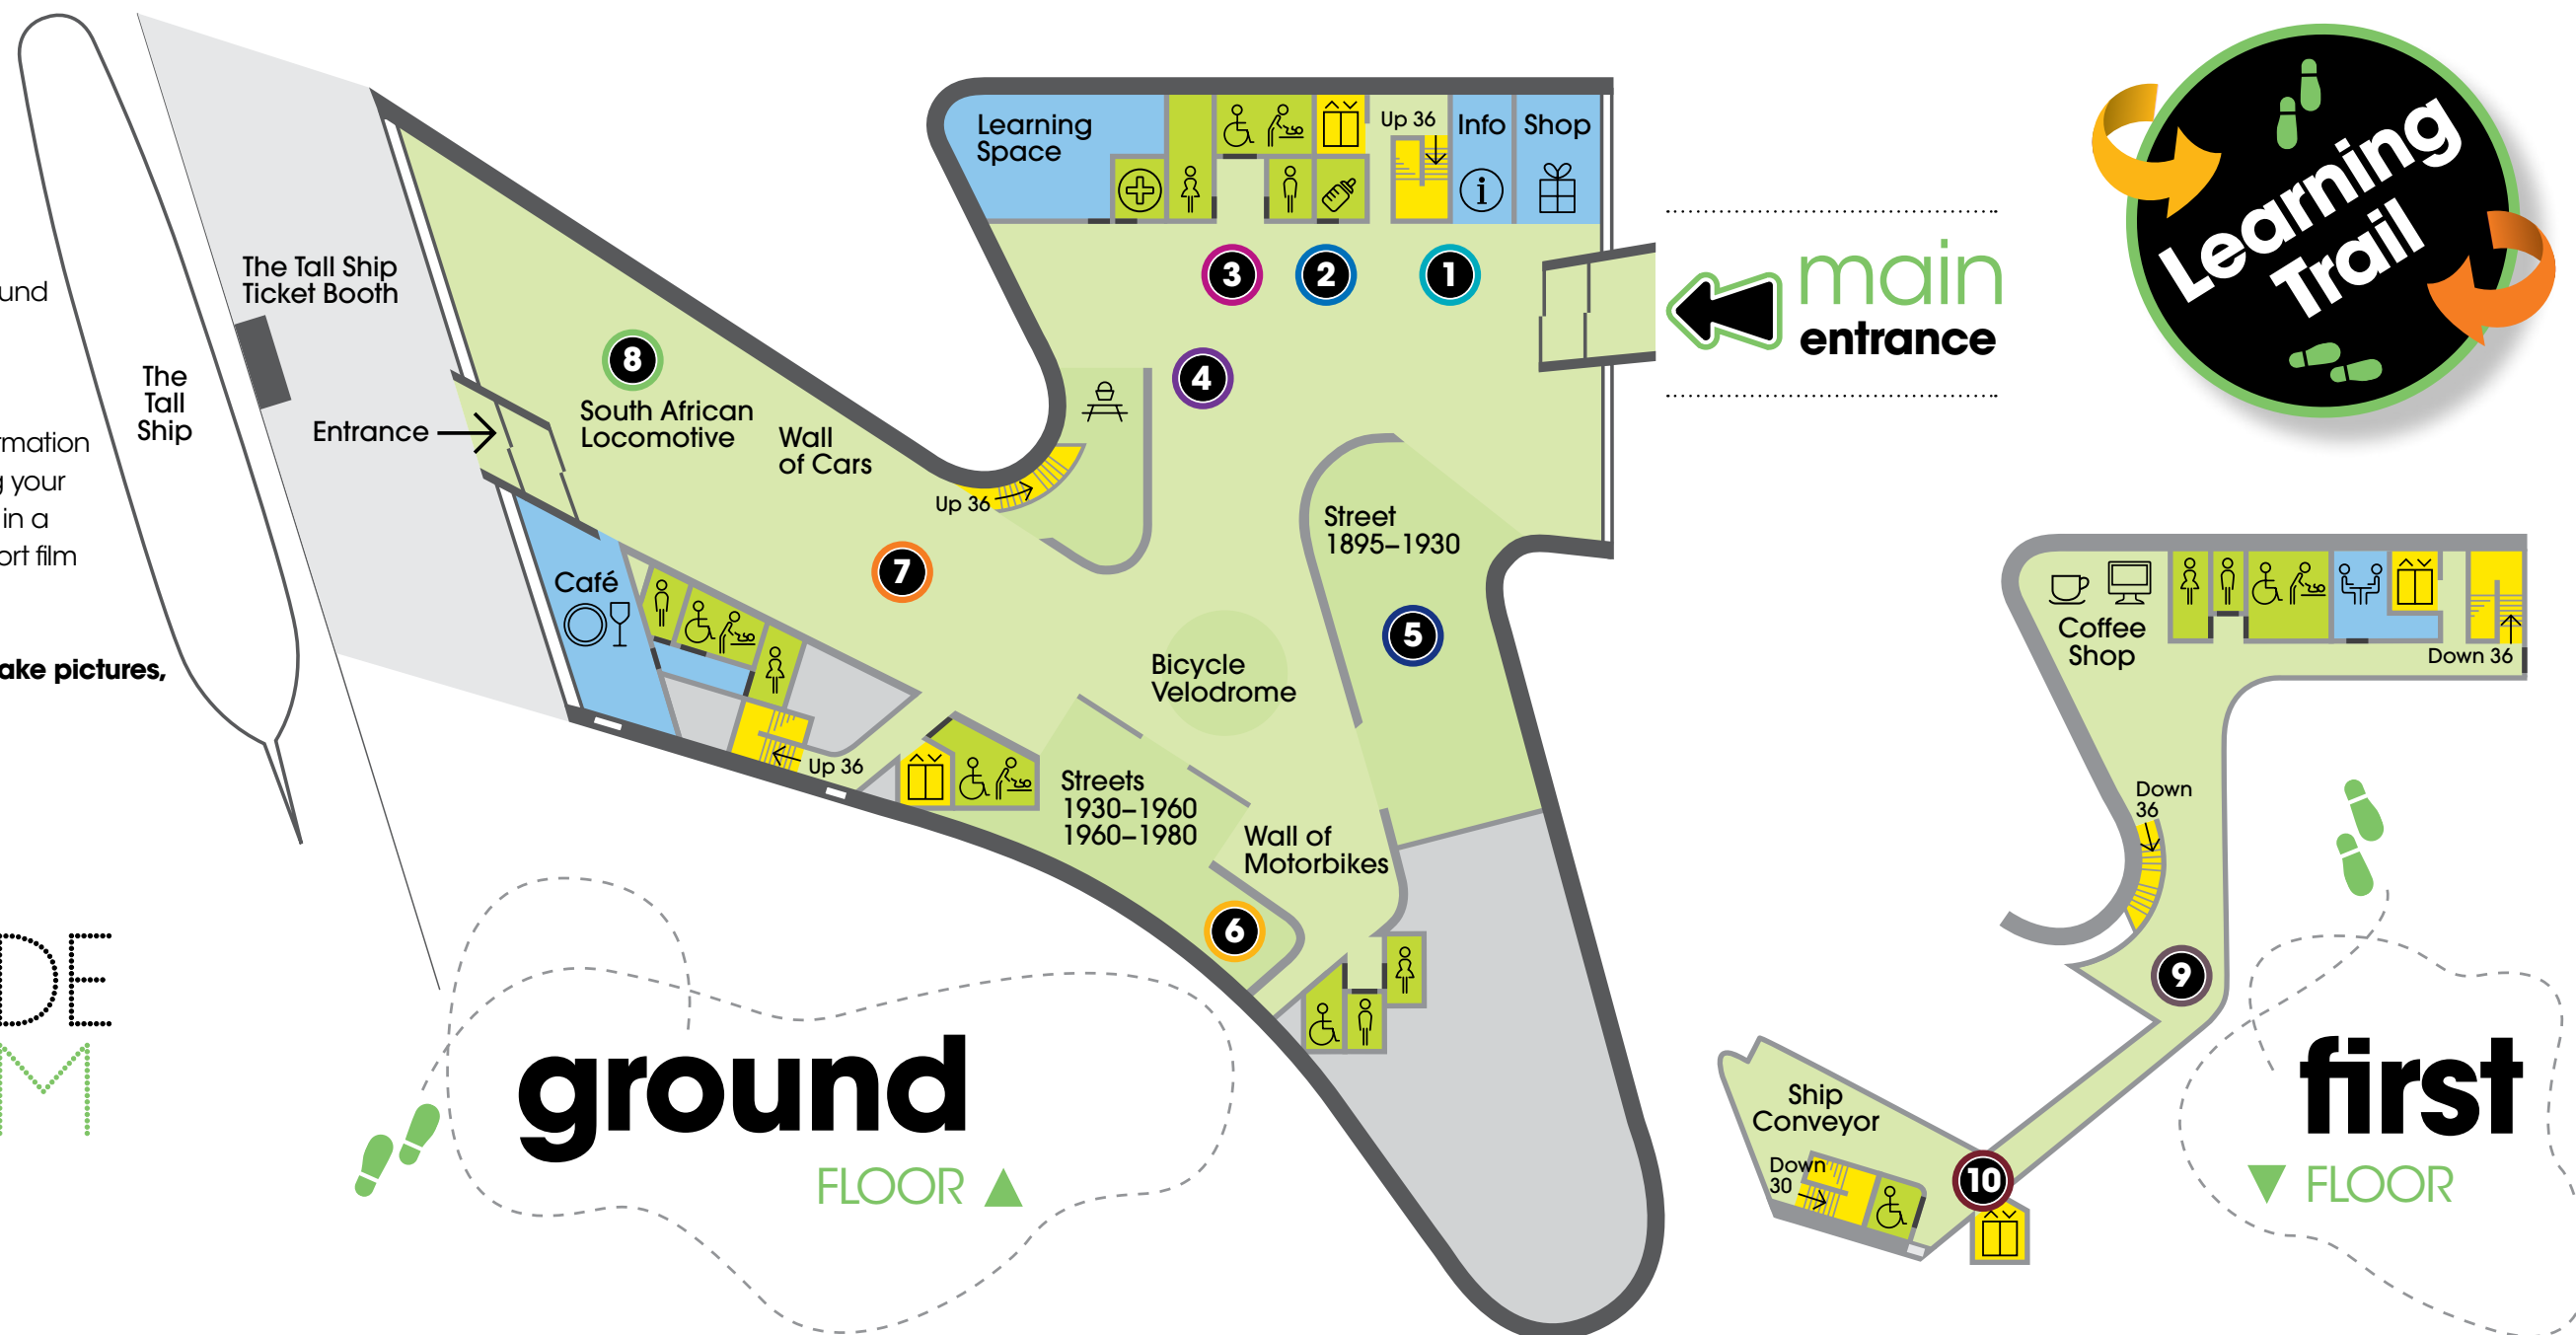 und
rmation
g your
in a
ort film
ake pictures,
DE
M
The
Tall
Ship
The Tall Ship
Ticket Booth
Entrance
8
South African
Locomotive
Wall
of Cars
Up 36
7
Café
Up 36
Learning
Space
Up 36
Info
Shop
3
2
1
4
main
entrance
Learning
Trail
Street
1895–1930
5
Bicycle
Velodrome
Streets
1930–1960
1960–1980
Wall of
Motorbikes
6
ground
FLOOR
Coffee
Shop
Down 36
Down
36
9
Ship
Conveyor
Down
30
10
first
FLOOR